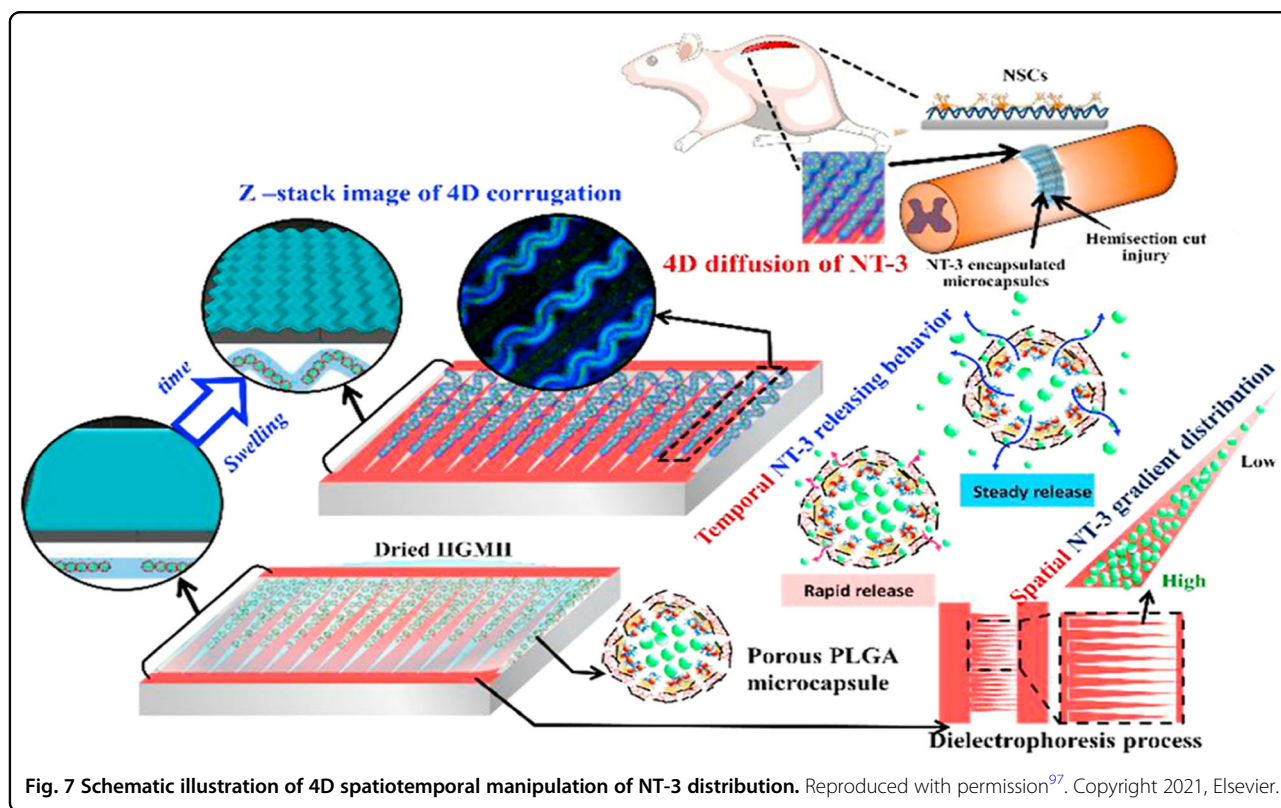 NSCs
Z –stack image of 4D corrugation
4D diffusion of NT-3
Hemisection cut
injury
NT-3 encapsulated
microcapsules
time
Swelling
Temporal NT-3 releasing behavior
Steady release
Rapid release
Spatial NT-3 gradient distribution
Low
High
Dried HGMH
Porous PLGA
microcapsule
Dielectrophoresis process
Fig. 7 Schematic illustration of 4D spatiotemporal manipulation of NT-3 distribution. Reproduced with permission97. Copyright 2021, Elsevier.